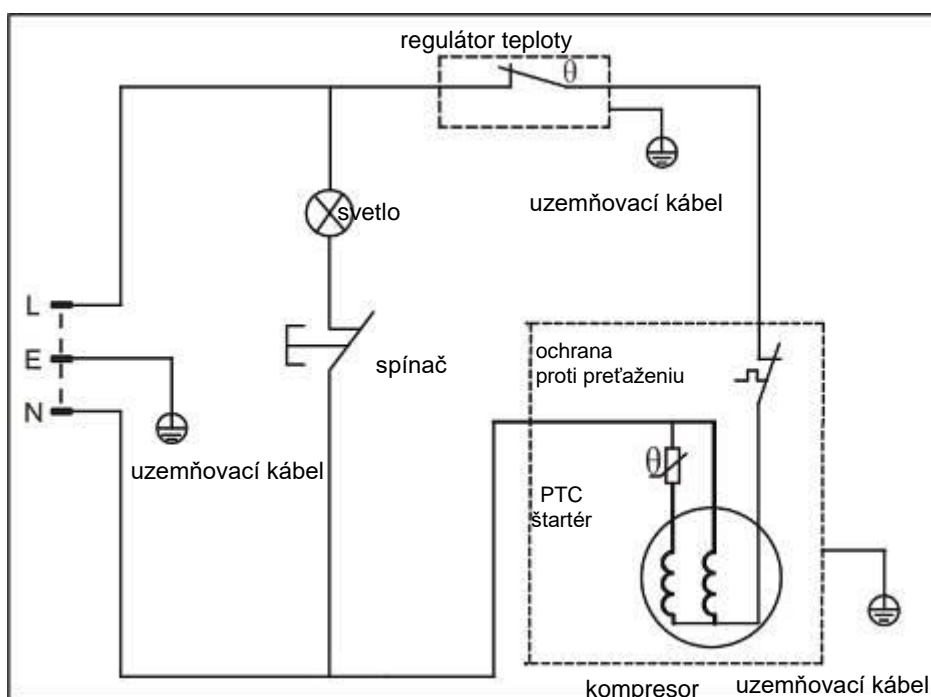 regulátor teploty
θ
uzemňovací kábel
svetlo
L
E
N
spínač
uzemňovací kábel
ochrana
proti preťaženiu
θ
PTC
štartér
kompresor
uzemňovací kábel